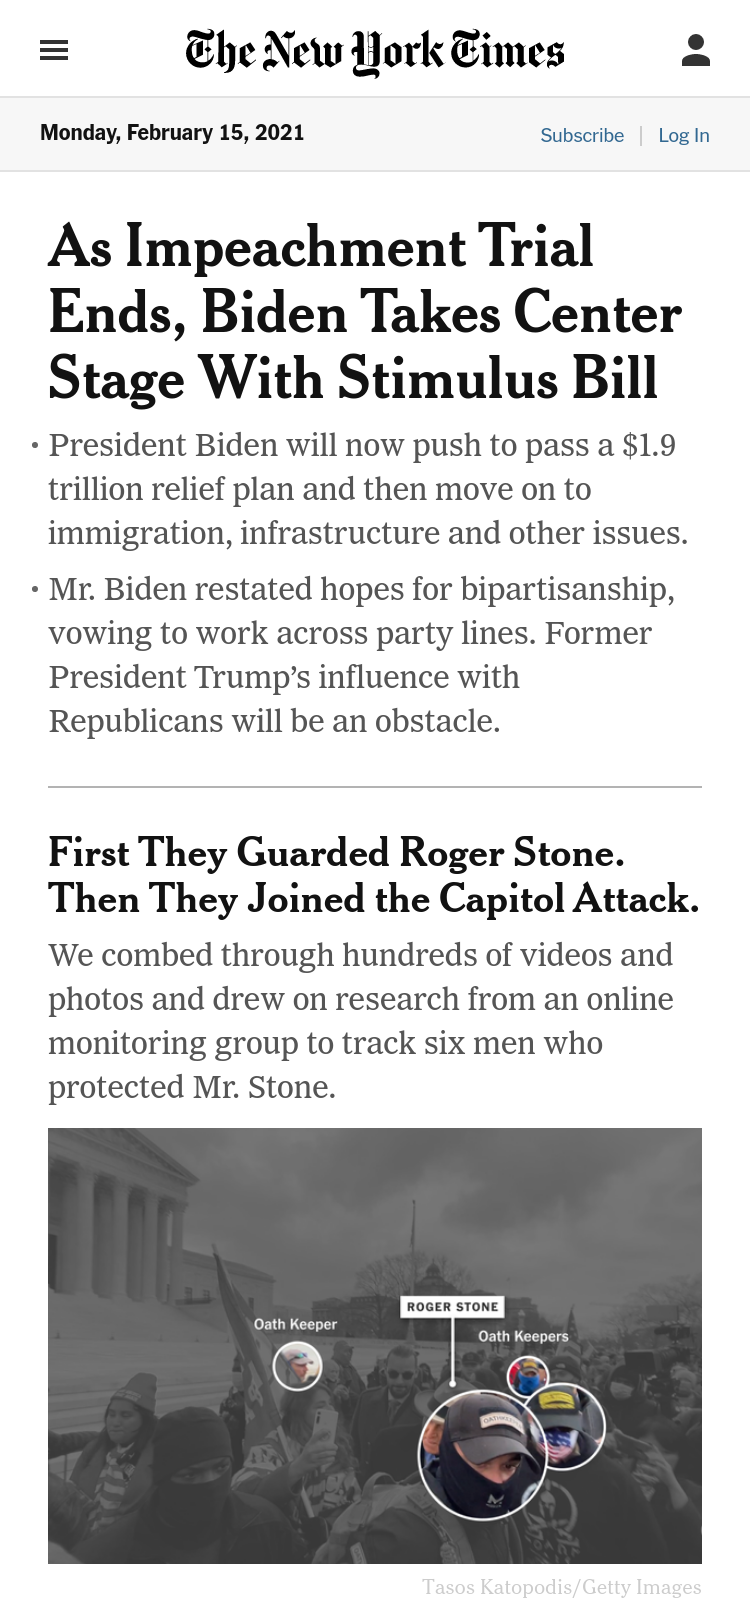 The New York Times
Monday, February 15, 2021
Subscribe | Log In
As Impeachment Trial
Ends, Biden Takes Center
Stage With Stimulus Bill
• President Biden will now push to pass a $1.9
trillion relief plan and then move on to
immigration, infrastructure and other issues.
• Mr. Biden restated hopes for bipartisanship,
vowing to work across party lines. Former
President Trump’s influence with
Republicans will be an obstacle.
First They Guarded Roger Stone.
Then They Joined the Capitol Attack.
We combed through hundreds of videos and
photos and drew on research from an online
monitoring group to track six men who
protected Mr. Stone.
ROGER STONE
Oath Keeper
Oath Keepers
Tasos Katopodis/Getty Images